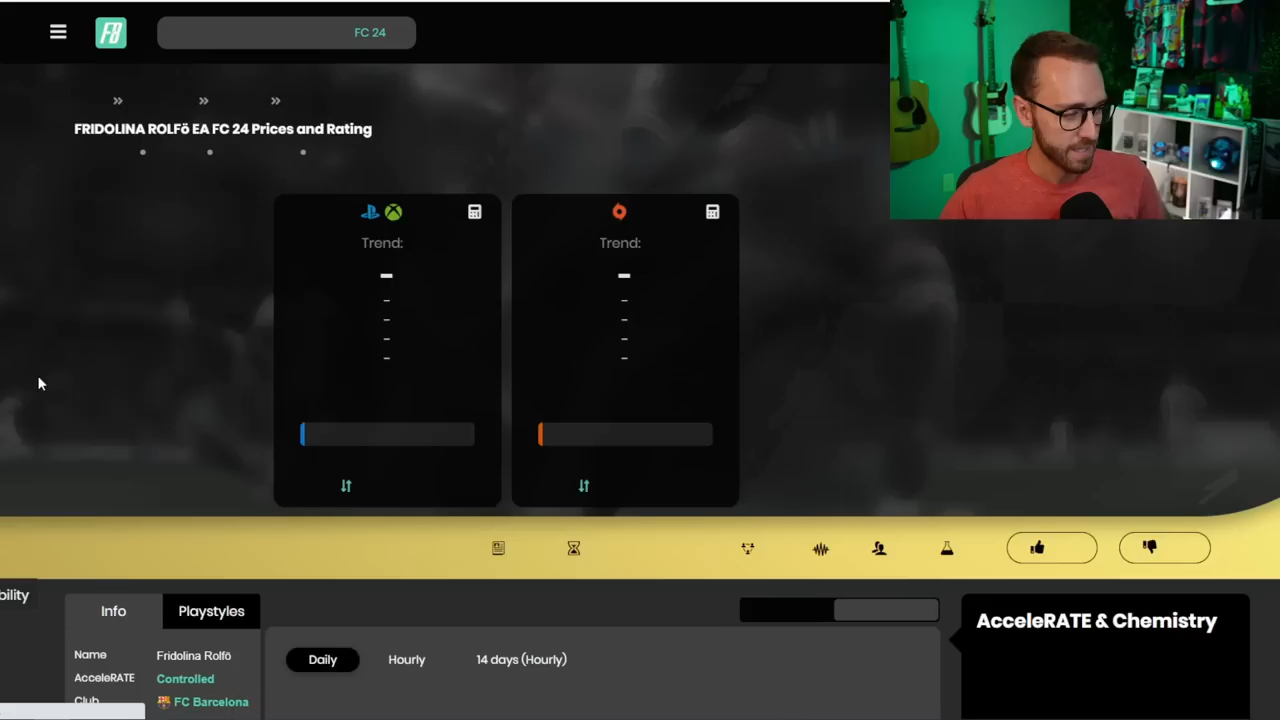 FB
FC 24
FRIDOLINA ROLFö EA FC 24 Prices and Rating
Trend:
Trend:
bility
Info
Playstyles
AcceleRATE & Chemistry
Name
Fridolina Rolfö
Daily
Hourly
14 days (Hourly)
AcceleRATE
Controlled
Club
FC Barcelona